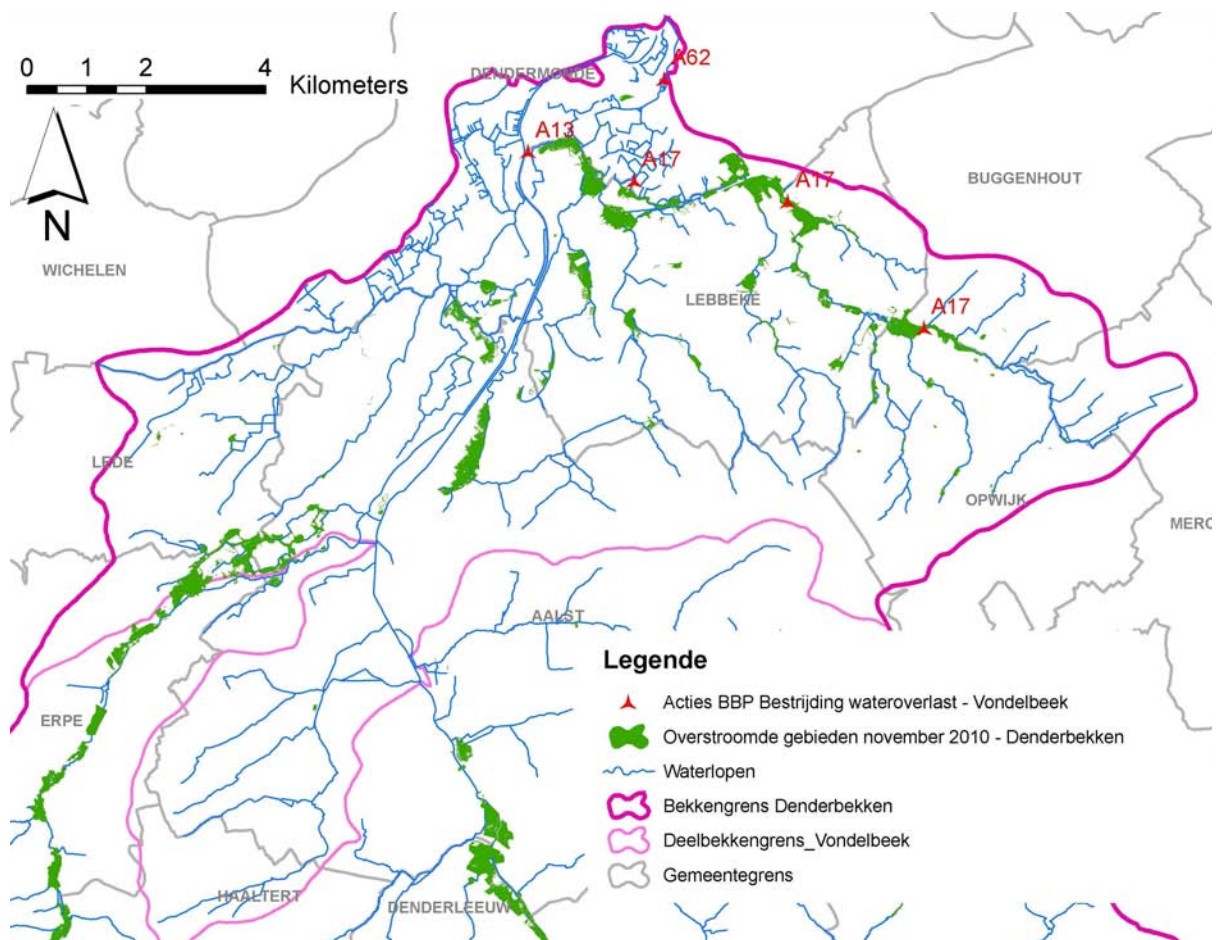 0 1 2 4
Kilometers
N
DENDERMONDE
A62
A13
A17
A17
BUGGENHOUT
WICHELEN
LEBBEKE
A17
LEDE
OPWIJK
MERC
AALST
ERPE
HAALTERT
DENDERLEEUW
Legende
Acties BBP Bestrijding wateroverlast - Vondelbeek
Overstroomde gebieden november 2010 - Denderbekken
Waterlopen
Bekkengrens Denderbekken
Deelbekkengrens_Vondelbeek
Gemeentegrens